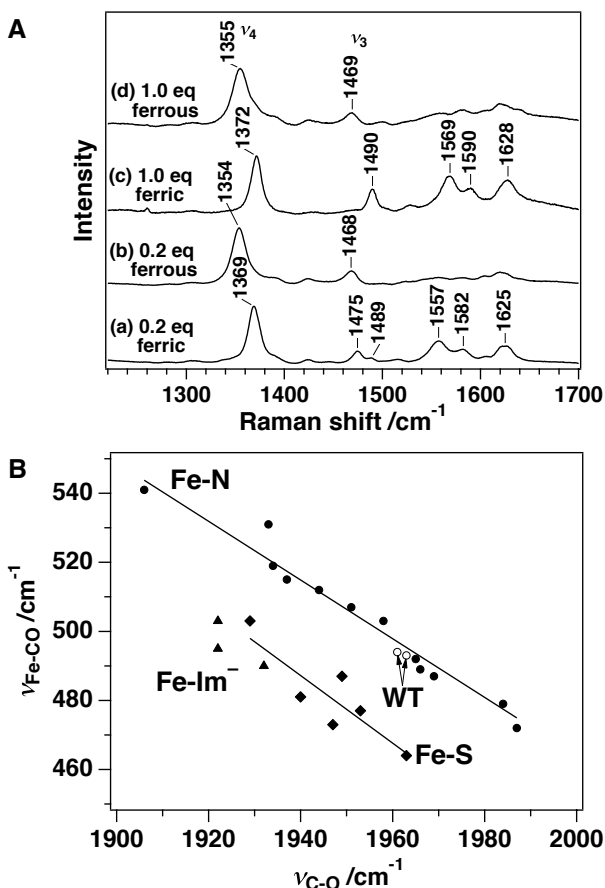 A
ν4
ν3
1355
1469
(d) 1.0 eq
ferrous
1372
1490
1569
1590
1628
(c) 1.0 eq
ferric
1354
1468
(b) 0.2 eq
ferrous
1369
1475
1489
1557
1582
1625
(a) 0.2 eq
ferric
Intensity
1300 1400 1500 1600 1700
Raman shift /cm-1
B
Fe-N
540
520
500
480
460
νFe-CO /cm-1
Fe-Im−
WT
Fe-S
1900 1920 1940 1960 1980 2000
νC-O /cm-1